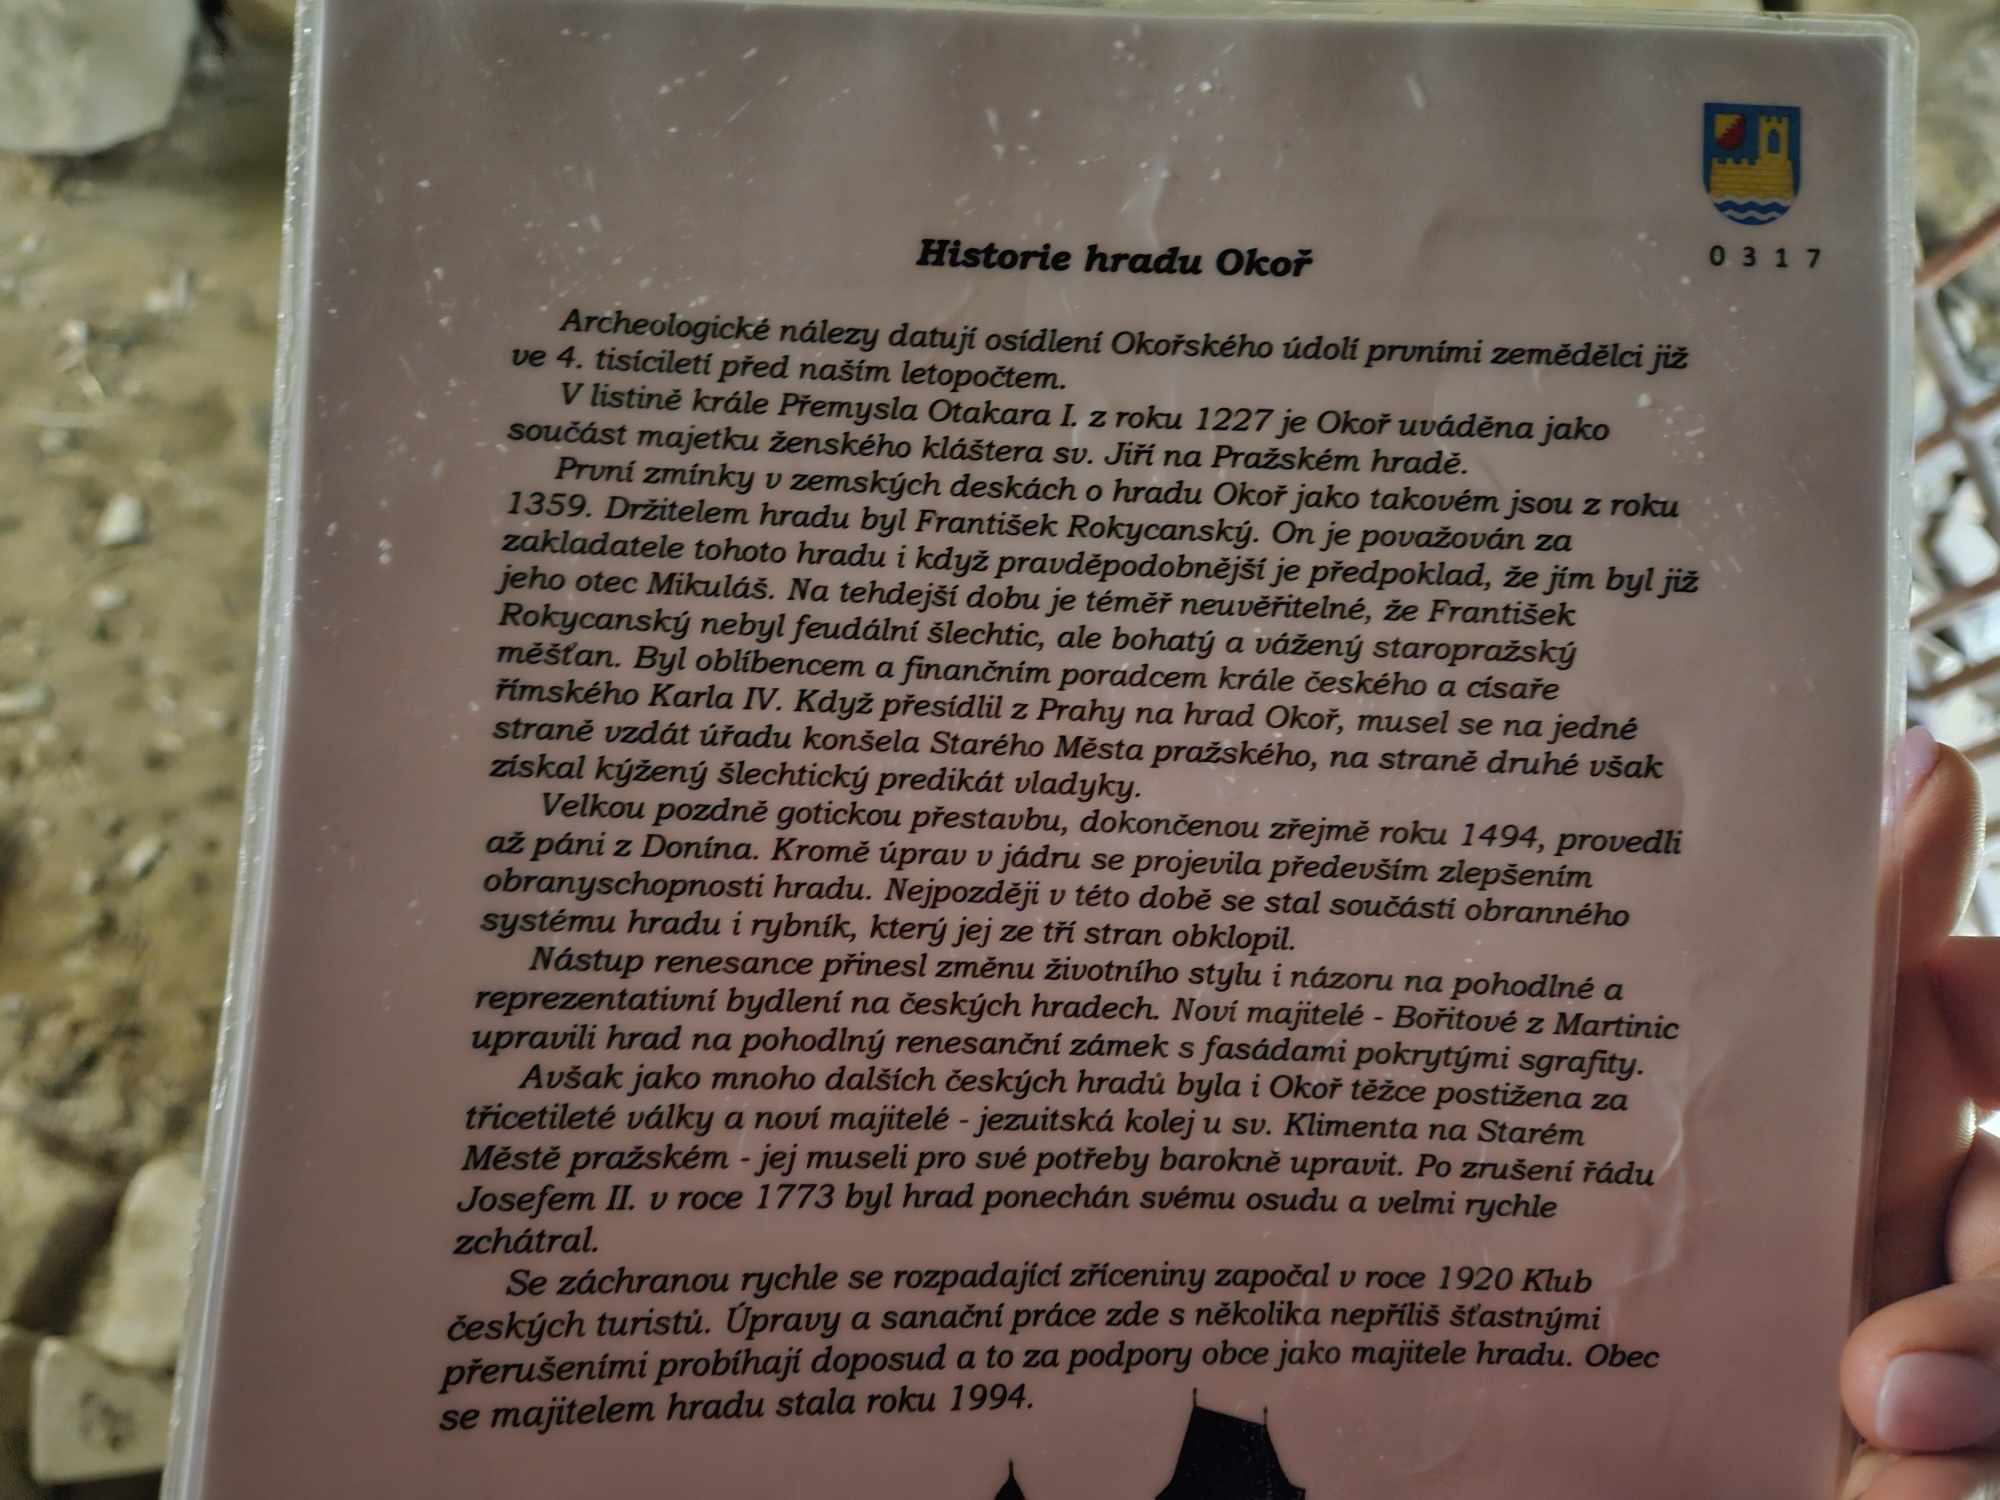 0 3 1 7
Historie hradu Okoř
Archeologické nálezy datují osídlení Okořského údolí prvními zemědělci již
ve 4. tisíciletí před naším letopočtem.
V listině krále Přemysla Otakara I. z roku 1227 je Okoř uváděna jako
součást majetku ženského kláštera sv. Jiří na Pražském hradě.
První zmínky v zemských deskách o hradu Okoř jako takovém jsou z roku
1359. Držitelem hradu byl František Rokycanský. On je považován za
zakladatele tohoto hradu i když pravděpodobnější je předpoklad, že jím byl již
jeho otec Mikuláš. Na tehdejší dobu je téměř neuvěřitelné, že František
Rokycanský nebyl feudální šlechtic, ale bohatý a vážený staropražský
měšťan. Byl oblíbencem a finančním poradcem krále českého a císaře
římského Karla IV. Když přesídlil z Prahy na hrad Okoř, musel se na jedné
straně vzdát úřadu konšela Starého Města pražského, na straně druhé však
získal kýžený šlechtický predikát vladyky.
Velkou pozdně gotickou přestavbu, dokončenou zřejmě roku 1494, provedli
až páni z Donína. Kromě úprav v jádru se projevila především zlepšením
obranyschopnosti hradu. Nejpozději v této době se stal součástí obranného
systému hradu i rybník, který jej ze tří stran obklopil.
Nástup renesance přinesl změnu životního stylu i názoru na pohodlné a
reprezentativní bydlení na českých hradech. Noví majitelé - Bořitové z Martinic
upravili hrad na pohodlný renesanční zámek s fasádami pokrytými sgrafity.
Avšak jako mnoho dalších českých hradů byla i Okoř těžce postižena za
třicetileté války a noví majitelé - jezuitská kolej u sv. Klimenta na Starém
Městě pražském - jej museli pro své potřeby barokně upravit. Po zrušení řádu
Josefem II. v roce 1773 byl hrad ponechán svému osudu a velmi rychle
zchátral.
Se záchranou rychle se rozpadající zříceniny započal v roce 1920 Klub
českých turistů. Úpravy a sanační práce zde s několika nepříliš šťastnými
přerušeními probíhají doposud a to za podpory obce jako majitele hradu. Obec
se majitelem hradu stala roku 1994.